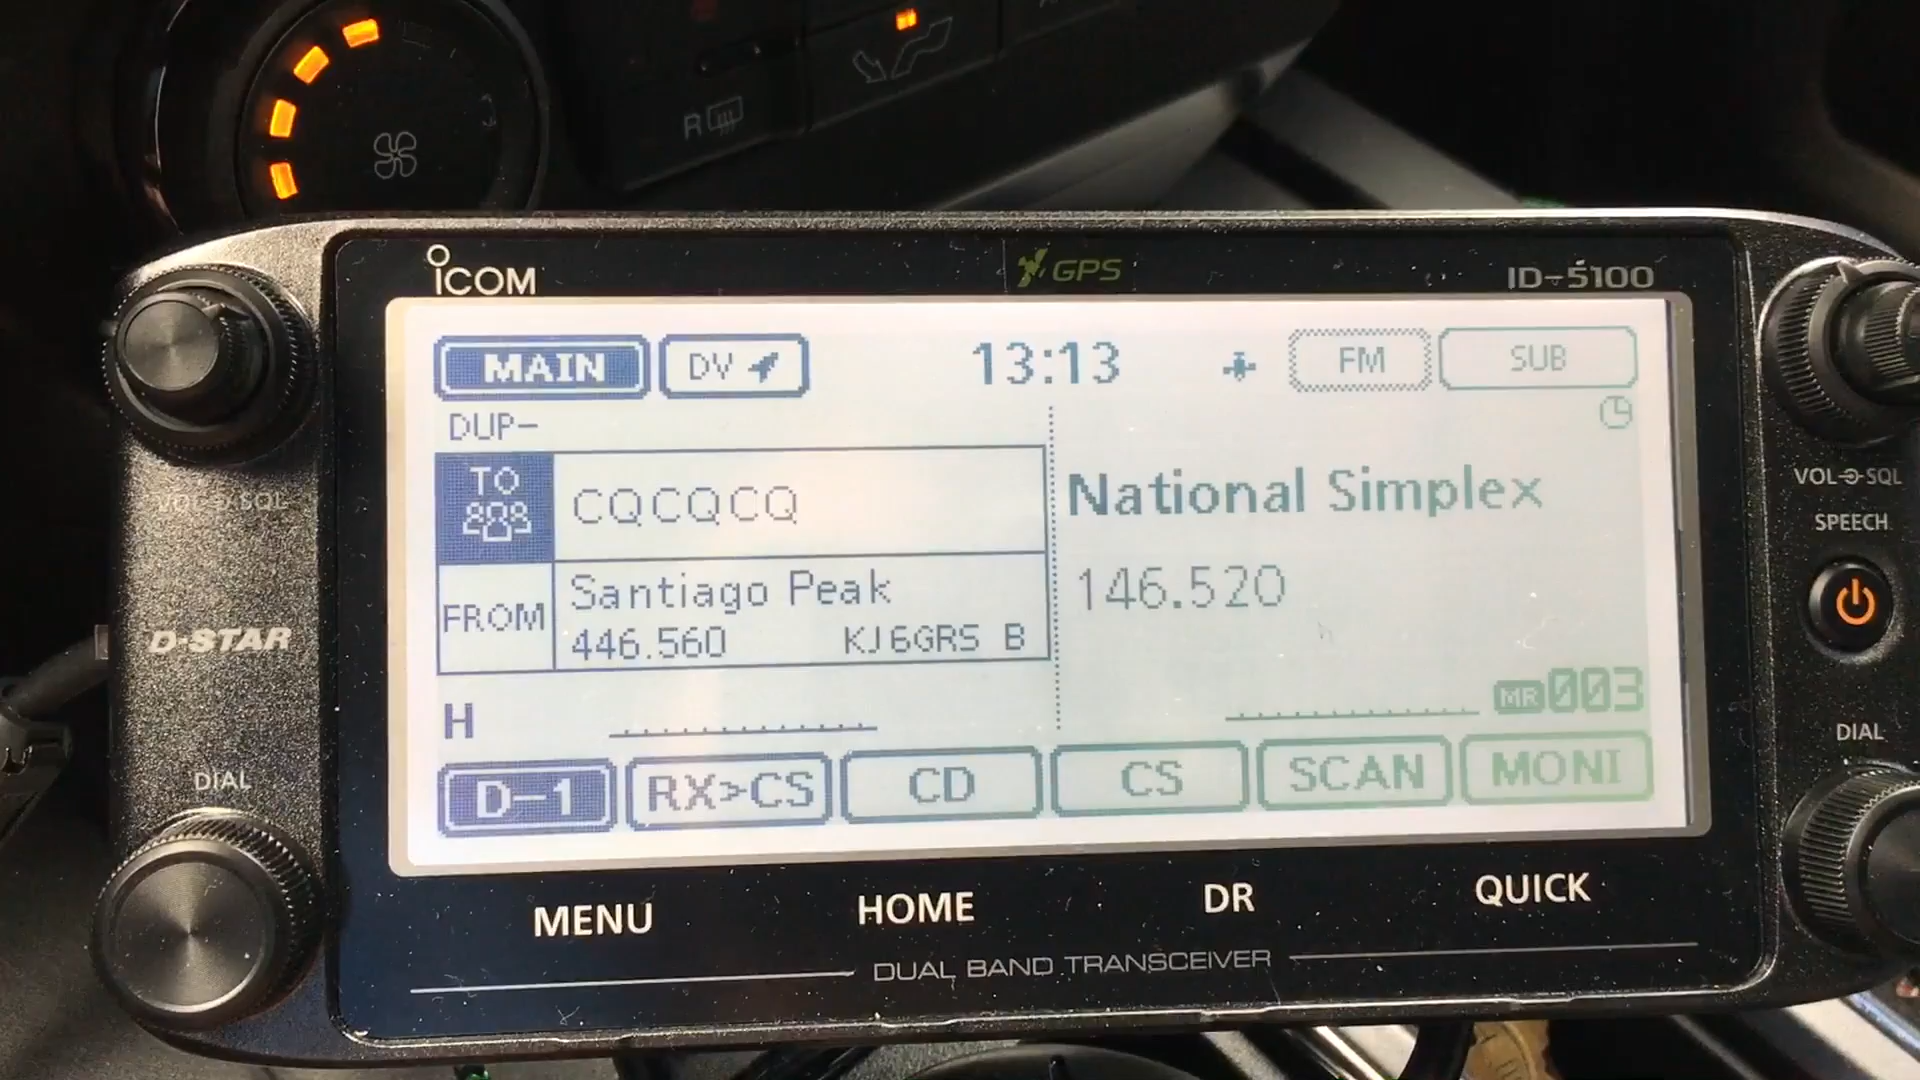 R
ICOM
GPS
ID-5100
MAIN
DV
13:13
FM
SUB
DUP-
TO
CQCQCQ
FROM
Santiago Peak
446.560 KJ6GRS B
National Simplex
146.520
H
MR 003
D-1
RX>CS
CD
CS
SCAN
MONI
VOL SQL
D-STAR
DIAL
VOL SQL
SPEECH
DIAL
MENU
HOME
DR
QUICK
DUAL BAND TRANSCEIVER